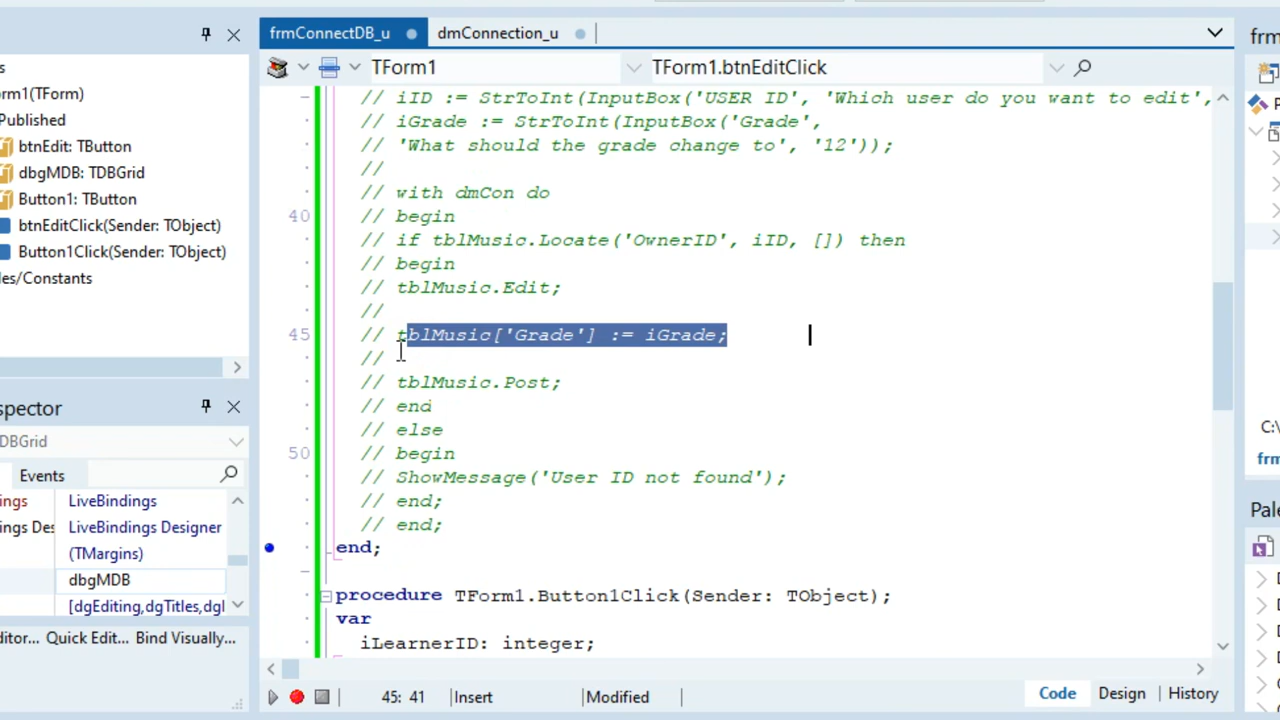 frmConnectDB_u
dmConnection_u
frm
TForm1
TForm1.btnEditClick
s
rm1(TForm)
Published
btnEdit: TButton
dbgMDB: TDBGrid
Button1: TButton
btnEditClick(Sender: TObject)
Button1Click(Sender: TObject)
les/Constants
// iID := StrToInt(InputBox('USER ID', 'Which user do you want to edit',
// iGrade := StrToInt(InputBox('Grade',
// 'What should the grade change to', '12'));
//
// with dmCon do
40 // begin
// if tblMusic.Locate('OwnerID', iID, []) then
// begin
// tblMusic.Edit;
//
45 // tblMusic['Grade'] := iGrade;
//
// tblMusic.Post;
// end
// else
50 // begin
// ShowMessage('User ID not found');
// end;
// end;
end;
procedure TForm1.Button1Click(Sender: TObject);
var
iLearnerID: integer;
spector
DBGrid
Events
ings LiveBindings
ngs Des LiveBindings Designer
(TMargins)
dbgMDB
[dgEditing,dgTitles,dgI
ditor... Quick Edit... Bind Visually...
45: 41
Insert
Modified
Code
Design
History
P
C:\
frm
Pale